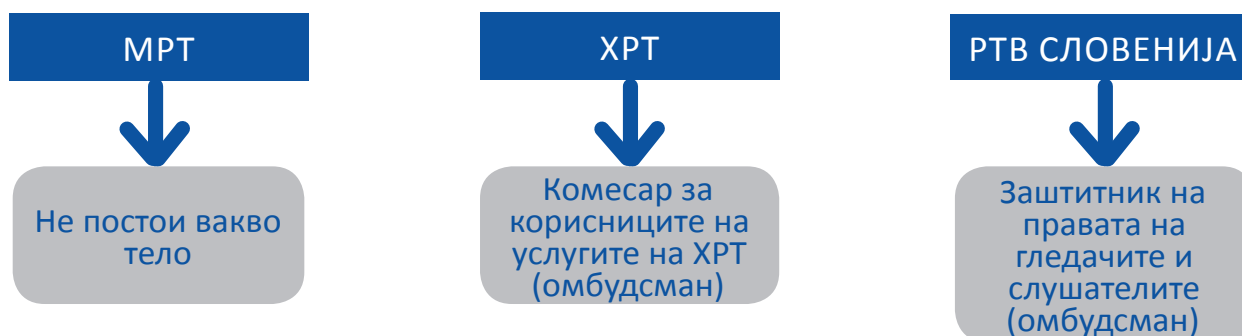 МРТ
Не постои вакво
тело
ХРТ
Комесар за
корисниците на
услугите на ХРТ
(омбудсман)
РТВ СЛОВЕНИЈА
Заштитник на
правата на
гледачите и
слушателите
(омбудсман)